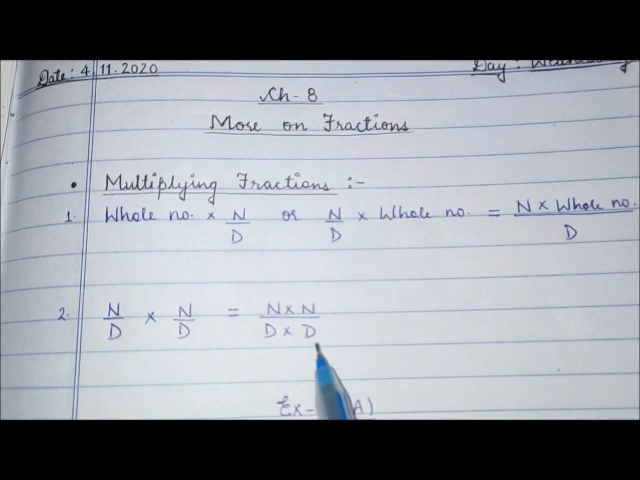 Date: 4.11.2020 Day: Wednesday
Ch-8
More on Fractions
• Multiplying Fractions :-
1. Whole no. × N/D or N/D × Whole no. = N × Whole no./D
2. N/D × N/D = N×N/D×D
Ex- A)